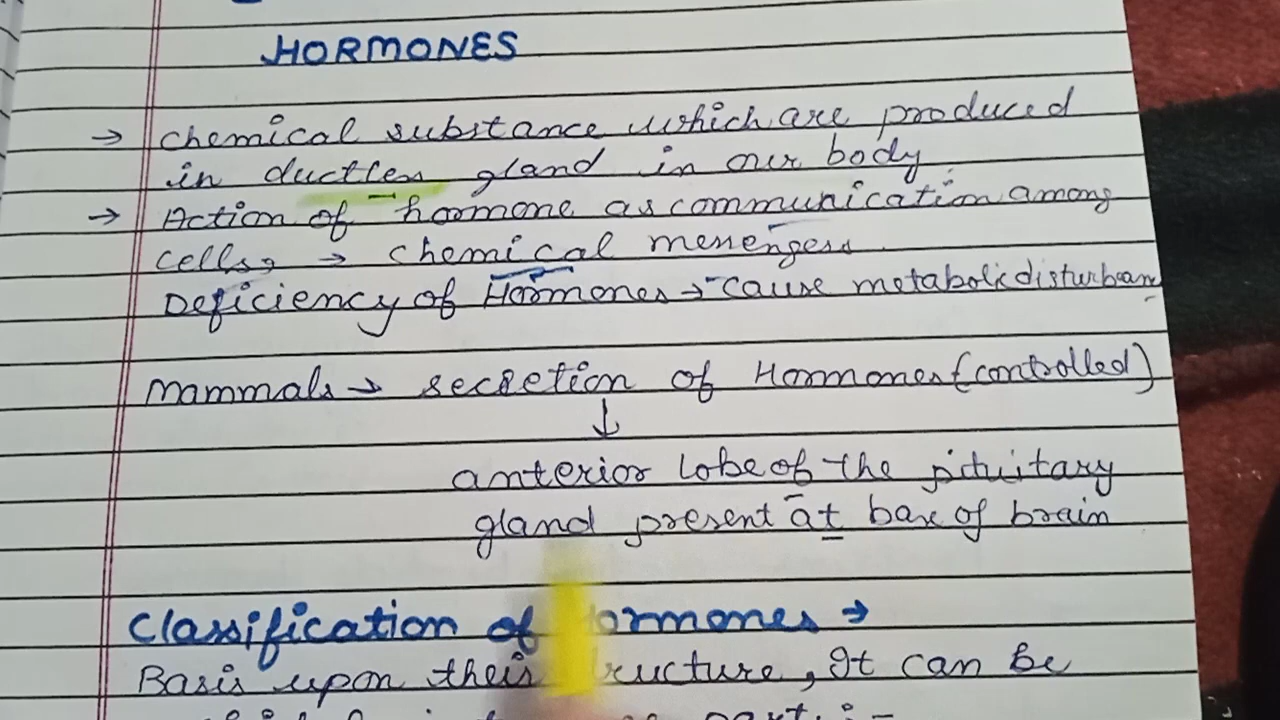 HORMONES
→ chemical substance which are produced
in ductless gland in our body
→ Action of hormone as communication among
cells, → chemical messengers
Deficiency of Hormones → cause metabolic disturban
Mammals → secretion of Hormones (controlled)
↓
anterior lobe of the pituitary
gland present at base of brain
Classification of ormones →
Basis upon their ructure, It can be